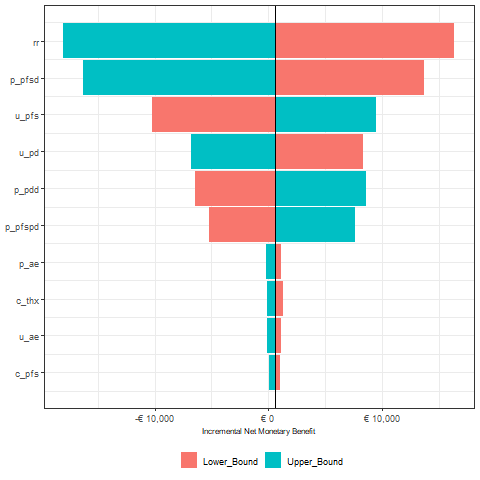 rr
p_pfsd
u_pfs
u_pd
p_pdd
p_pfspd
p_ae
c_thx
u_ae
c_pfs
-€ 10,000 € 0 € 10,000
Incremental Net Monetary Benefit
Lower_Bound Upper_Bound